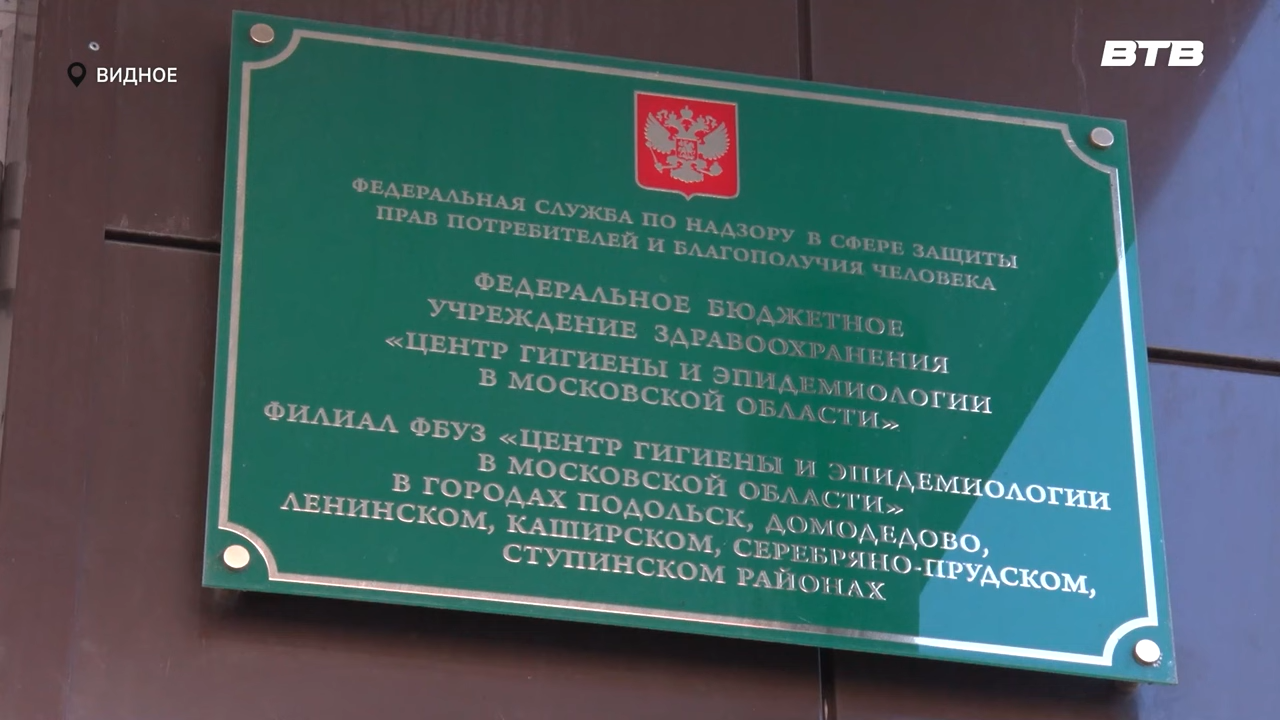 ВИДНОЕ
ВТВ
ФЕДЕРАЛЬНАЯ СЛУЖБА ПО НАДЗОРУ В СФЕРЕ ЗАЩИТЫ
ПРАВ ПОТРЕБИТЕЛЕЙ И БЛАГОПОЛУЧИЯ ЧЕЛОВЕКА
ФЕДЕРАЛЬНОЕ БЮДЖЕТНОЕ
УЧРЕЖДЕНИЕ ЗДРАВООХРАНЕНИЯ
«ЦЕНТР ГИГИЕНЫ И ЭПИДЕМИОЛОГИИ
В МОСКОВСКОЙ ОБЛАСТИ»
ФИЛИАЛ ФБУЗ «ЦЕНТР ГИГИЕНЫ И ЭПИДЕМИОЛОГИИ
В МОСКОВСКОЙ ОБЛАСТИ»
В ГОРОДАХ ПОДОЛЬСК, ДОМОДЕДОВО,
ЛЕНИНСКОМ, КАШИРСКОМ, СЕРЕБРЯНО-ПРУДСКОМ,
СТУПИНСКОМ РАЙОНАХ